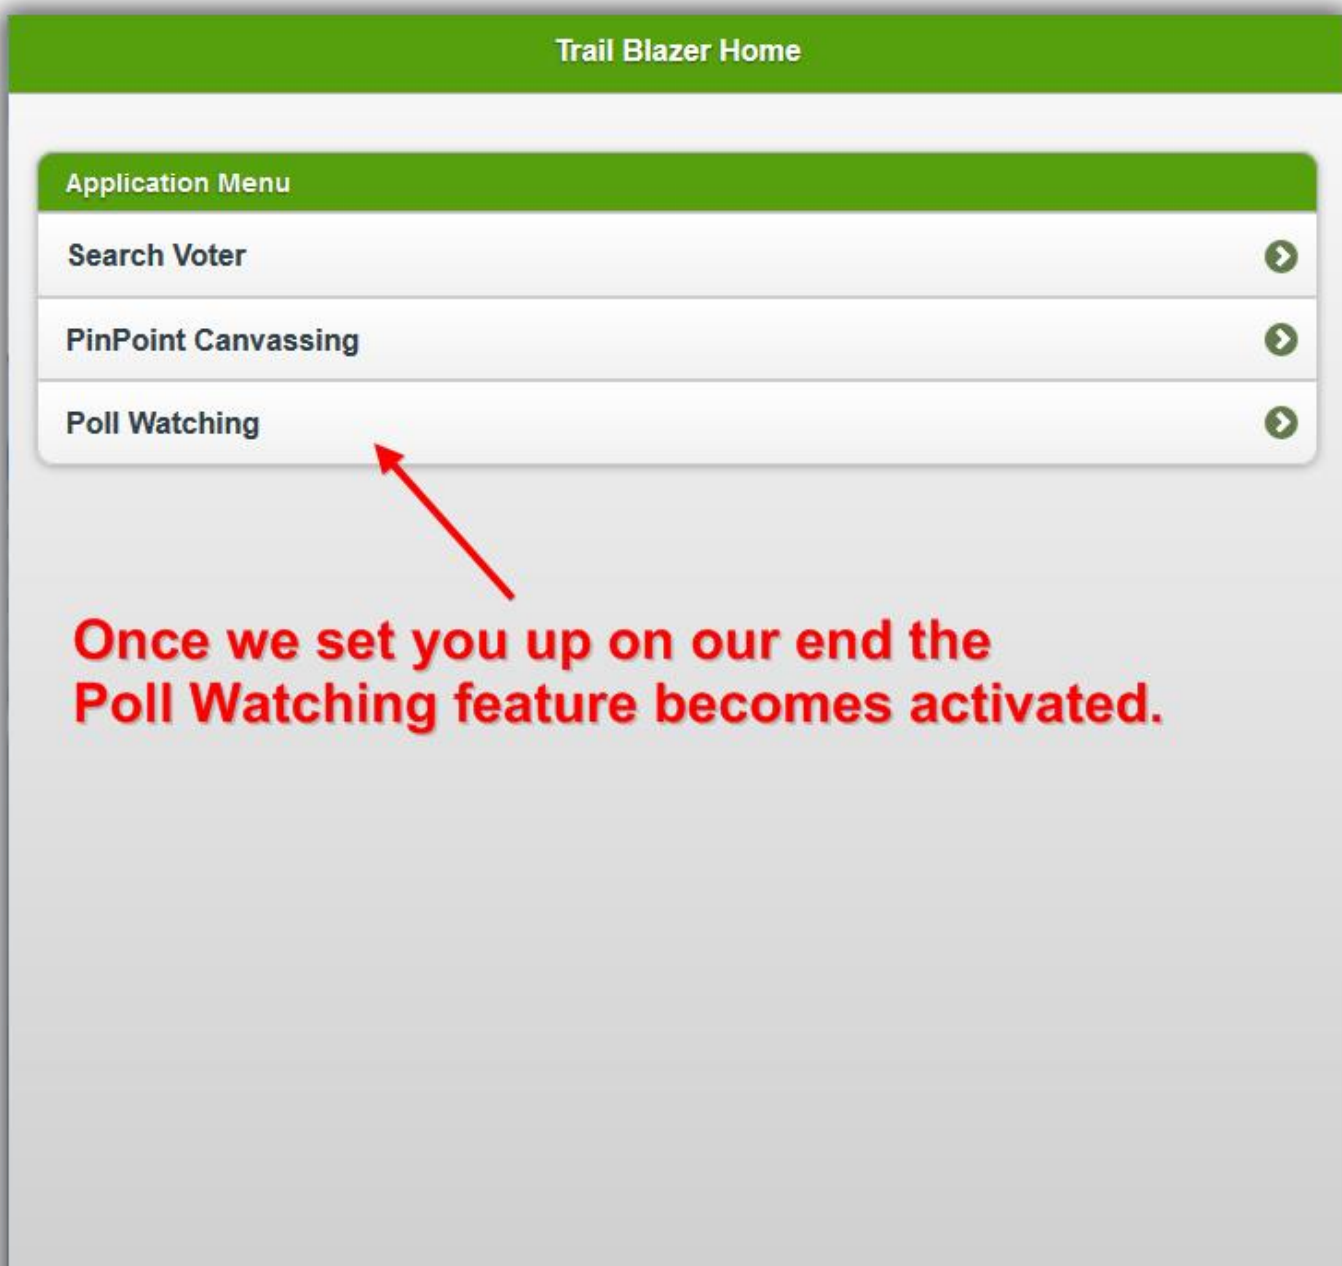 Trail Blazer Home
Application Menu
Search Voter
PinPoint Canvassing
Poll Watching
Once we set you up on our end the
Poll Watching feature becomes activated.